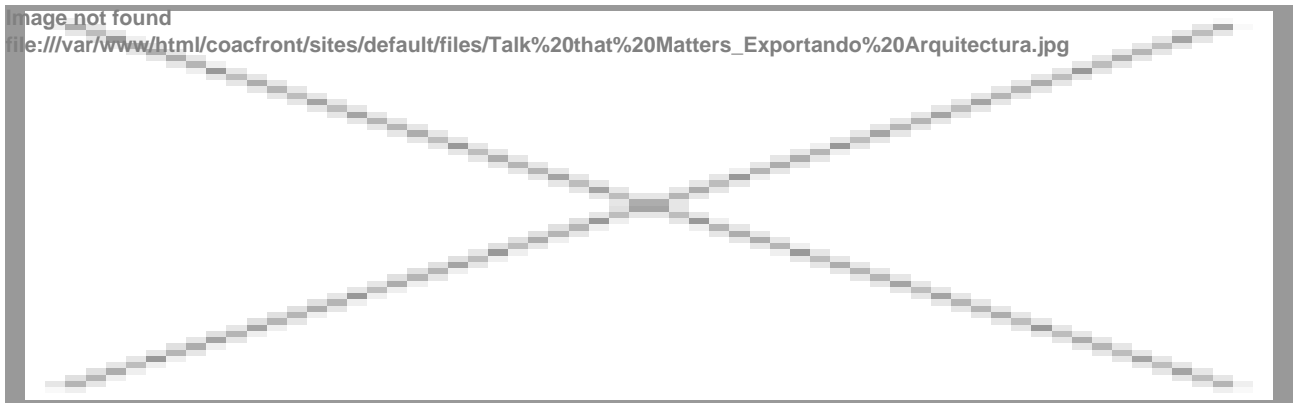 Image not found
file:///var/www/html/coacfront/sites/default/files/Talk%20that%20Matters_Exportando%20Arquitectura.jpg